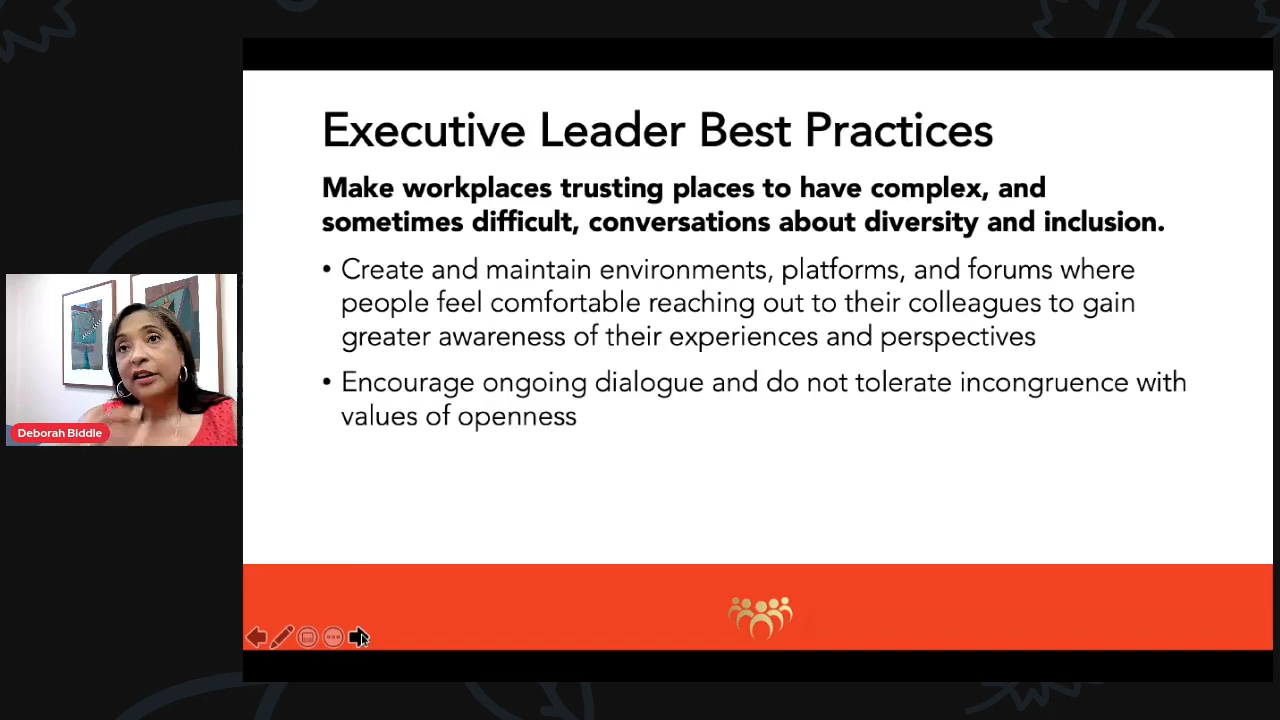 Executive Leader Best Practices
Make workplaces trusting places to have complex, and
sometimes difficult, conversations about diversity and inclusion.
• Create and maintain environments, platforms, and forums where
people feel comfortable reaching out to their colleagues to gain
greater awareness of their experiences and perspectives
• Encourage ongoing dialogue and do not tolerate incongruence with
values of openness
Deborah Biddle